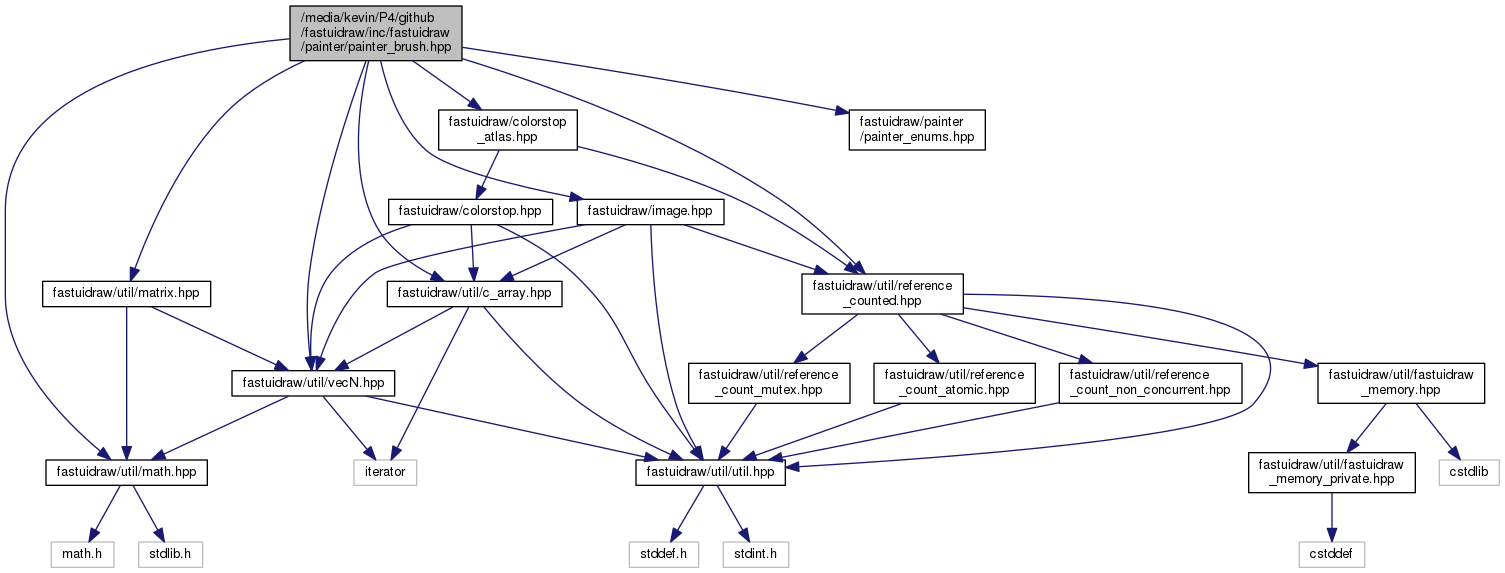 /media/kevin/P4/github
/fastuidraw/inc/fastuidraw
/painter/painter_brush.hpp
fastuidraw/colorstop
_atlas.hpp
fastuidraw/painter
/painter_enums.hpp
fastuidraw/colorstop.hpp
fastuidraw/image.hpp
fastuidraw/util/matrix.hpp
fastuidraw/util/c_array.hpp
fastuidraw/util/reference
_counted.hpp
fastuidraw/util/vecN.hpp
fastuidraw/util/reference
_count_mutex.hpp
fastuidraw/util/reference
_count_atomic.hpp
fastuidraw/util/reference
_count_non_concurrent.hpp
fastuidraw/util/fastuidraw
_memory.hpp
fastuidraw/util/math.hpp
iterator
fastuidraw/util/util.hpp
fastuidraw/util/fastuidraw
_memory_private.hpp
cstdlib
math.h
stdlib.h
stddef.h
stdint.h
cstddef